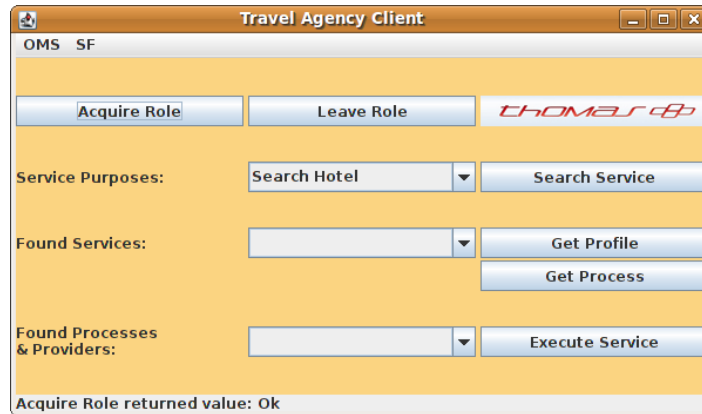 Travel Agency Client
OMS SF
Acquire Role Leave Role thomas
Service Purposes: Search Hotel Search Service
Found Services: Get Profile
Get Process
Found Processes
& Providers: Execute Service
Acquire Role returned value: Ok